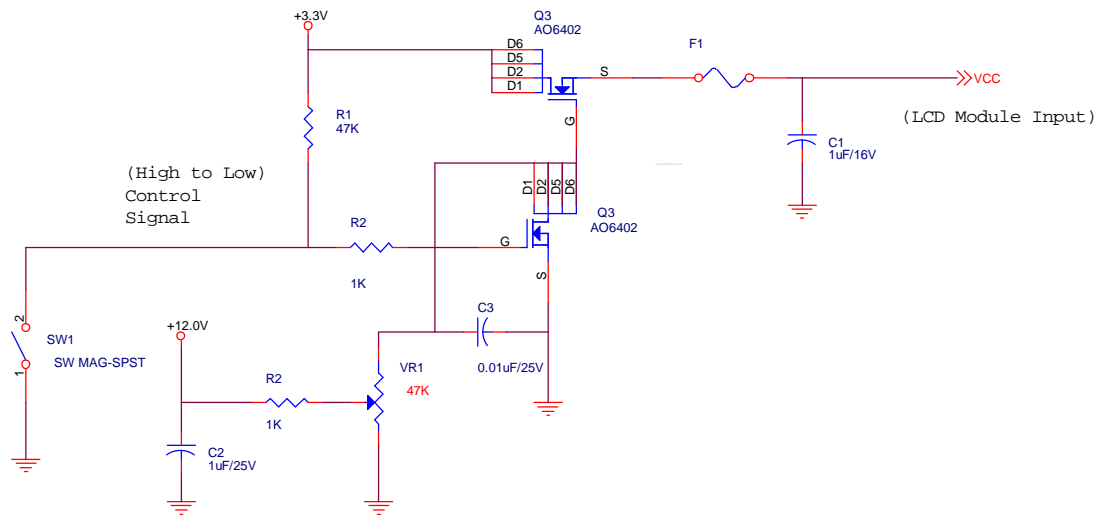 +3.3V
Q3
AO6402
D6
D5
D2
D1
S
G
F1
VCC
(LCD Module Input)
R1
47K
C1
1uF/16V
(High to Low)
Control
Signal
D1
D2
D5
D6
Q3
AO6402
R2
1K
G
S
2
1
SW1
SW MAG-SPST
+12.0V
C3
0.01uF/25V
R2
1K
VR1
47K
C2
1uF/25V